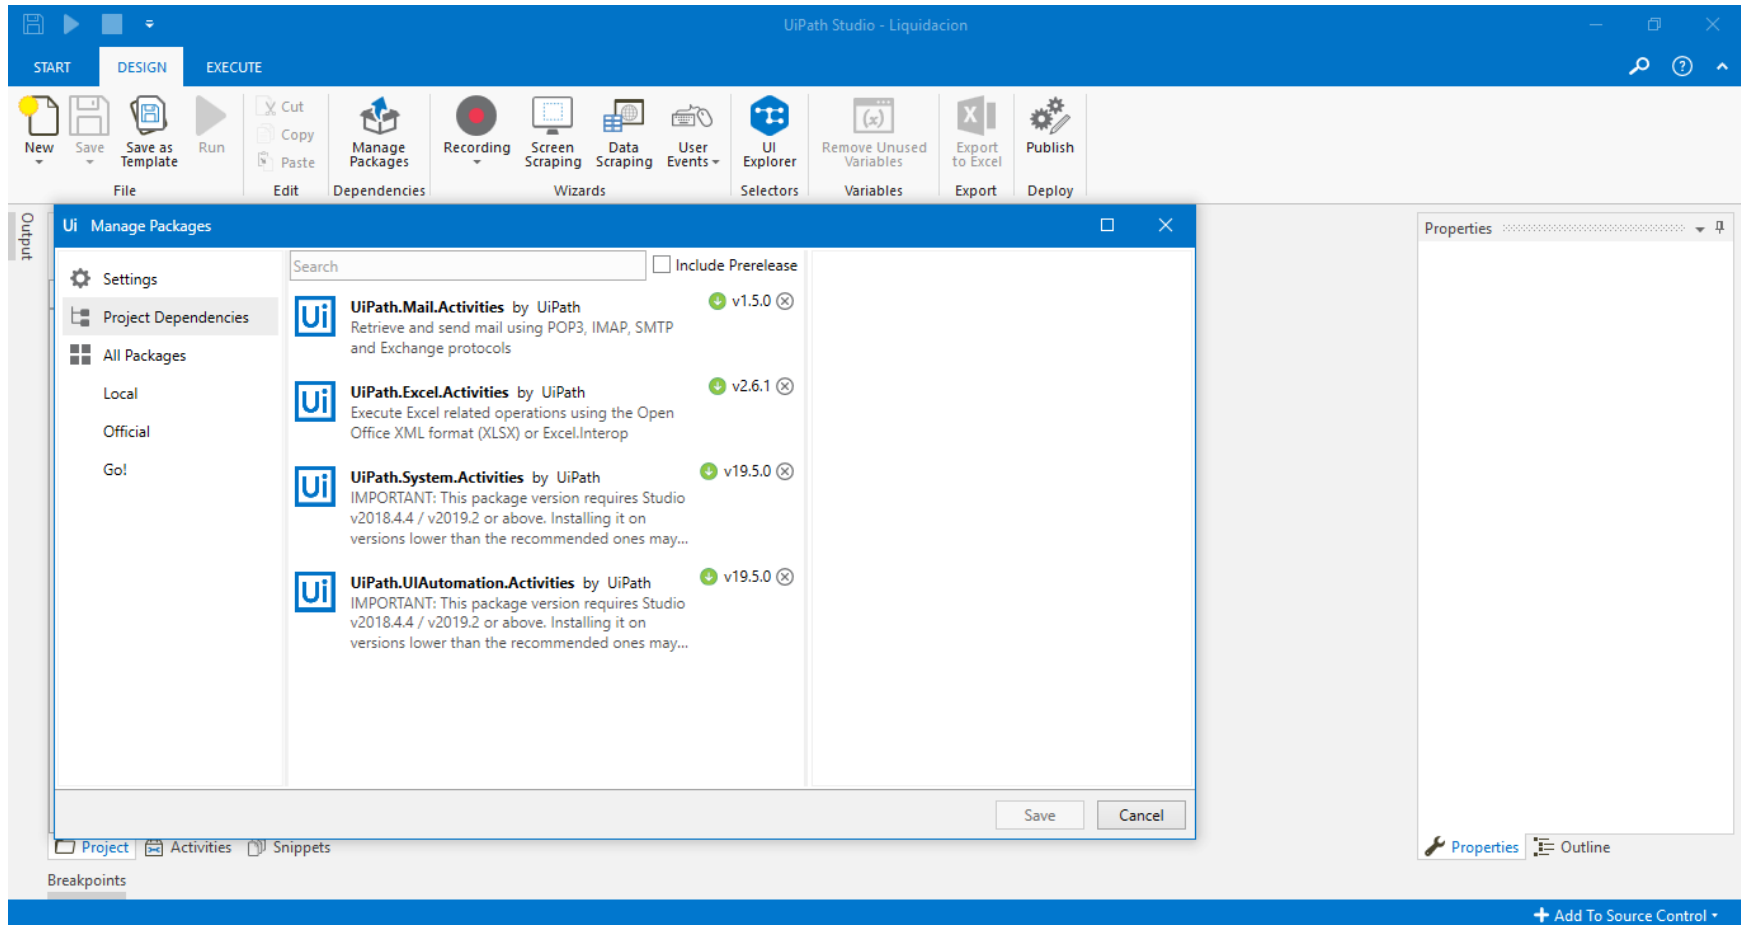 UiPath Studio - Liquidacion
START DESIGN EXECUTE
New
Save
Save as
Template
Run
File
Cut
Copy
Paste
Edit
Manage
Packages
Dependencies
Recording
Screen
Scraping
Data
Scraping
User
Events
Wizards
UI
Explorer
Selectors
Remove Unused
Variables
Variables
Export
to Excel
Export
Publish
Deploy
Output
Ui Manage Packages
Settings
Project Dependencies
All Packages
Local
Official
Go!
Search
Include Prerelease
Ui
UiPath.Mail.Activities by UiPath
v1.5.0
Retrieve and send mail using POP3, IMAP, SMTP
and Exchange protocols
Ui
UiPath.Excel.Activities by UiPath
v2.6.1
Execute Excel related operations using the Open
Office XML format (XLSX) or Excel.Interop
Ui
UiPath.System.Activities by UiPath
v19.5.0
IMPORTANT: This package version requires Studio
v2018.4.4 / v2019.2 or above. Installing it on
versions lower than the recommended ones may...
Ui
UiPath.UIAutomation.Activities by UiPath
v19.5.0
IMPORTANT: This package version requires Studio
v2018.4.4 / v2019.2 or above. Installing it on
versions lower than the recommended ones may...
Save
Cancel
Properties
Project Activities Snippets
Properties Outline
Breakpoints
Add To Source Control